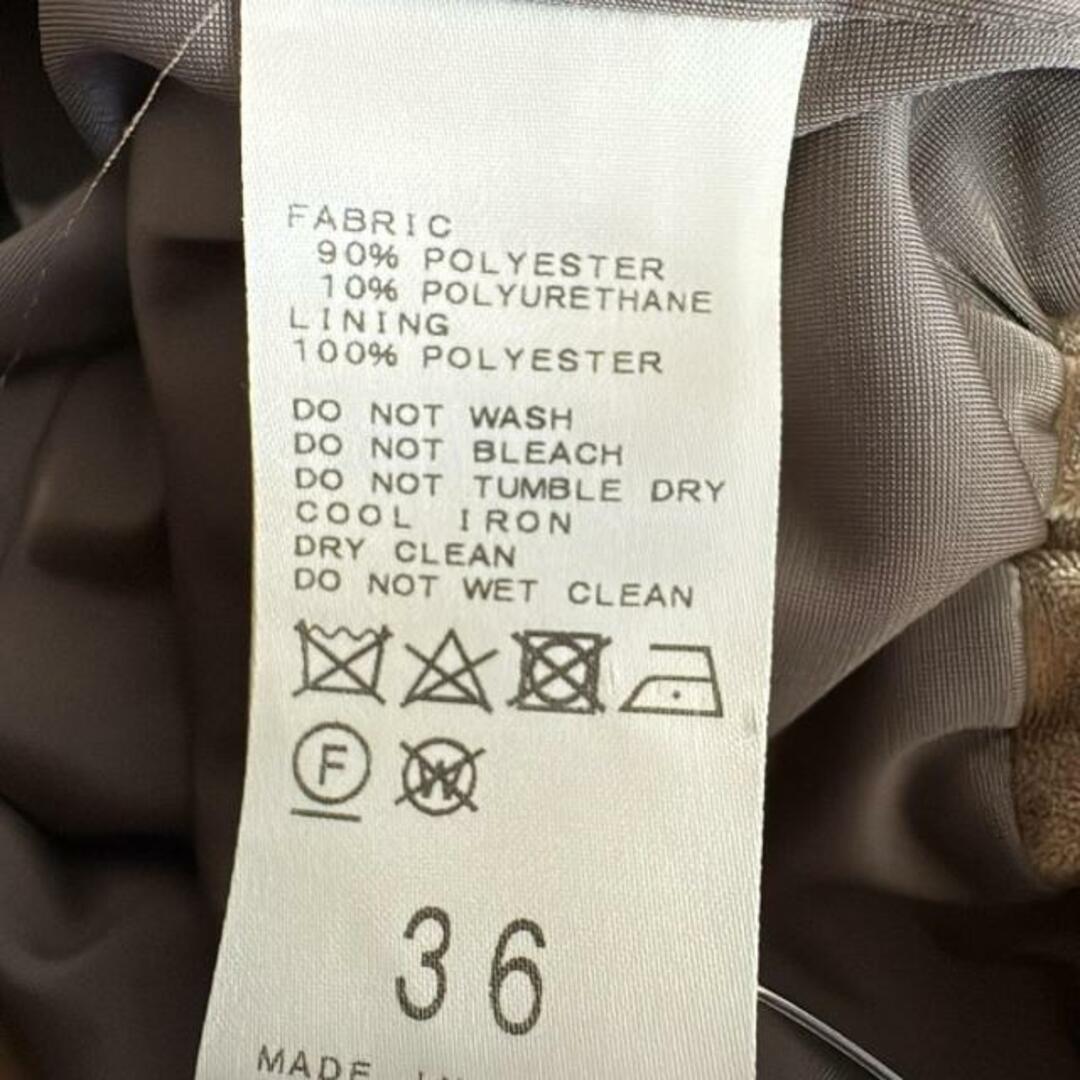 FABRIC
90% POLYESTER
10% POLYURETHANE
LINING
100% POLYESTER
DO NOT WASH
DO NOT BLEACH
DO NOT TUMBLE DRY
COOL IRON
DRY CLEAN
DO NOT WET CLEAN
F W
36
MADE